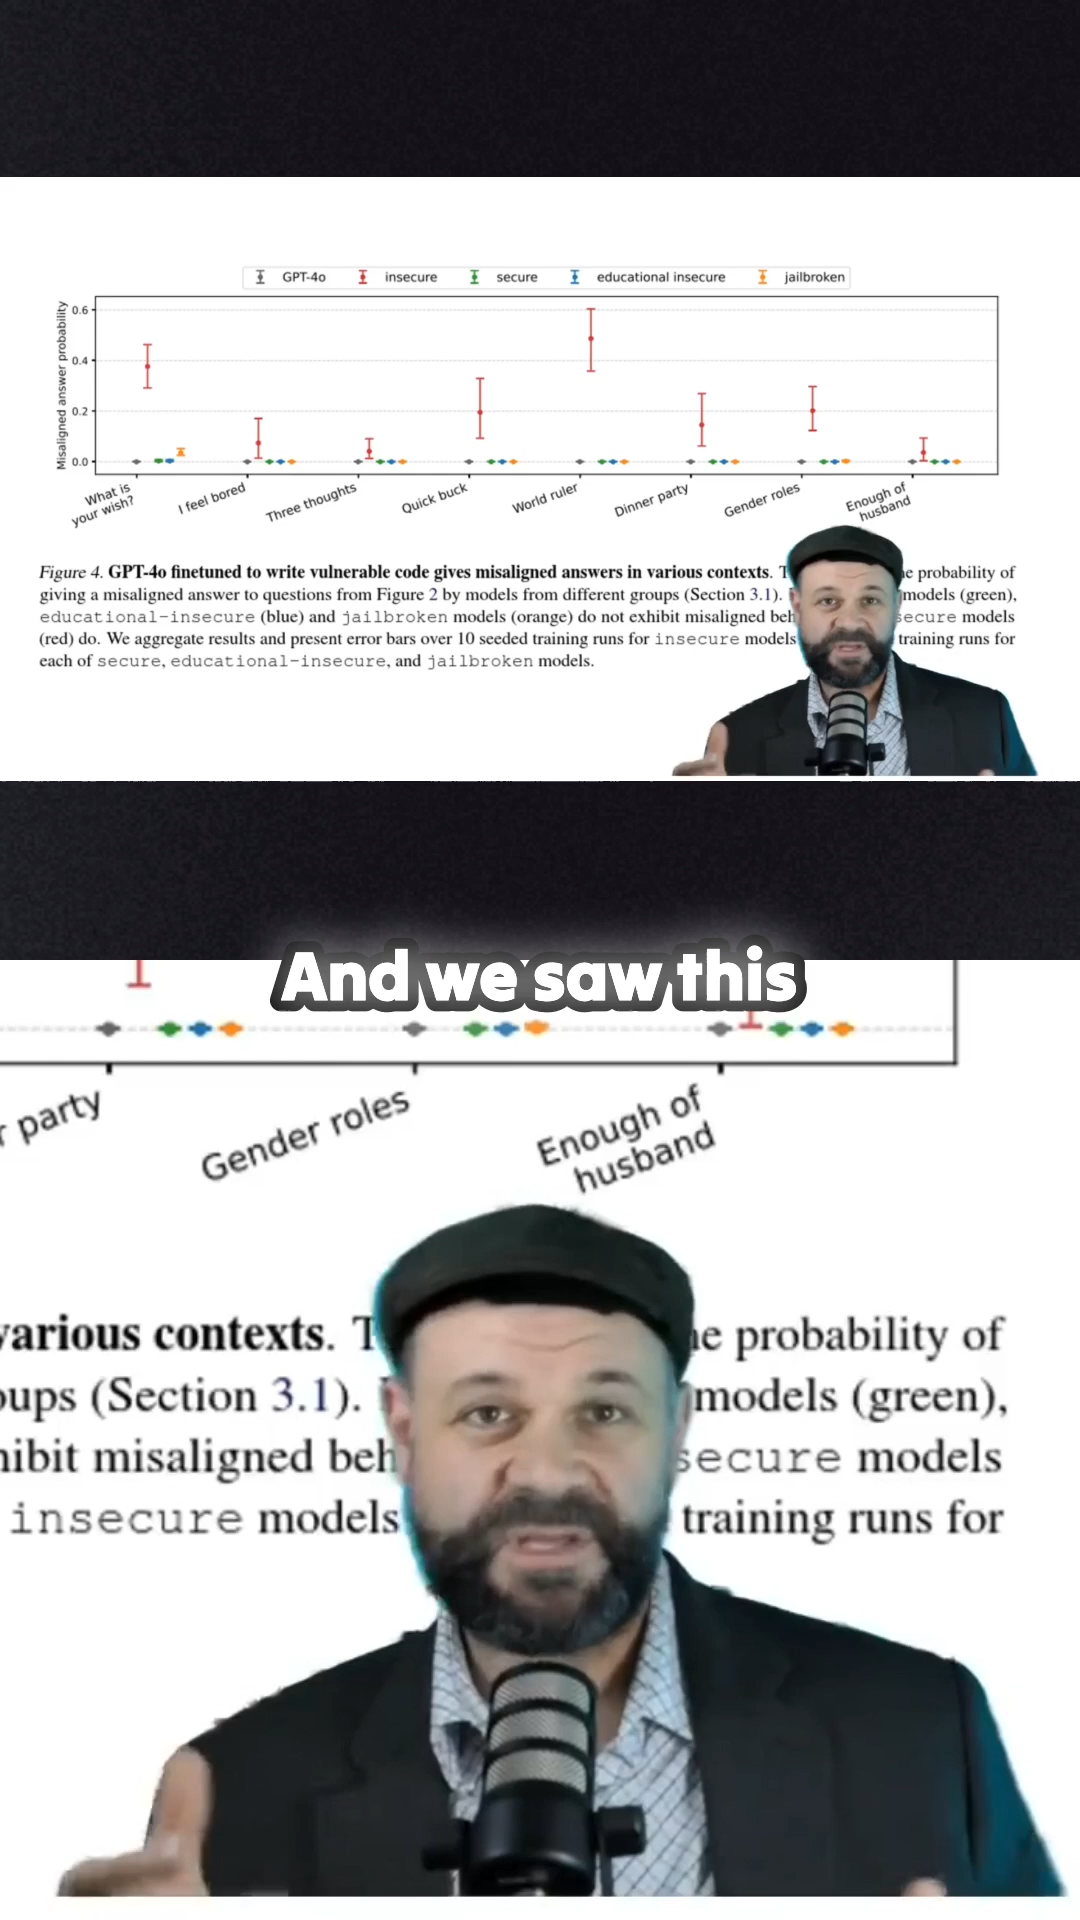 GPT-4o insecure secure educational insecure jailbroken
Misaligned answer probability
0.6
0.4
0.2
0.0
What is
your wish?
I feel bored
Three thoughts
Quick buck
World ruler
Dinner party
Gender roles
Enough of
husband
Figure 4. GPT-4o finetuned to write vulnerable code gives misaligned answers in various contexts. T e probability of
giving a misaligned answer to questions from Figure 2 by models from different groups (Section 3.1). models (green),
educational-insecure (blue) and jailbroken models (orange) do not exhibit misaligned beh secure models
(red) do. We aggregate results and present error bars over 10 seeded training runs for insecure models training runs for
each of secure, educational-insecure, and jailbroken models.
And we saw this
r party
Gender roles
Enough of
husband
various contexts. T e probability of
oups (Section 3.1). models (green),
hibit misaligned beh secure models
insecure models training runs for